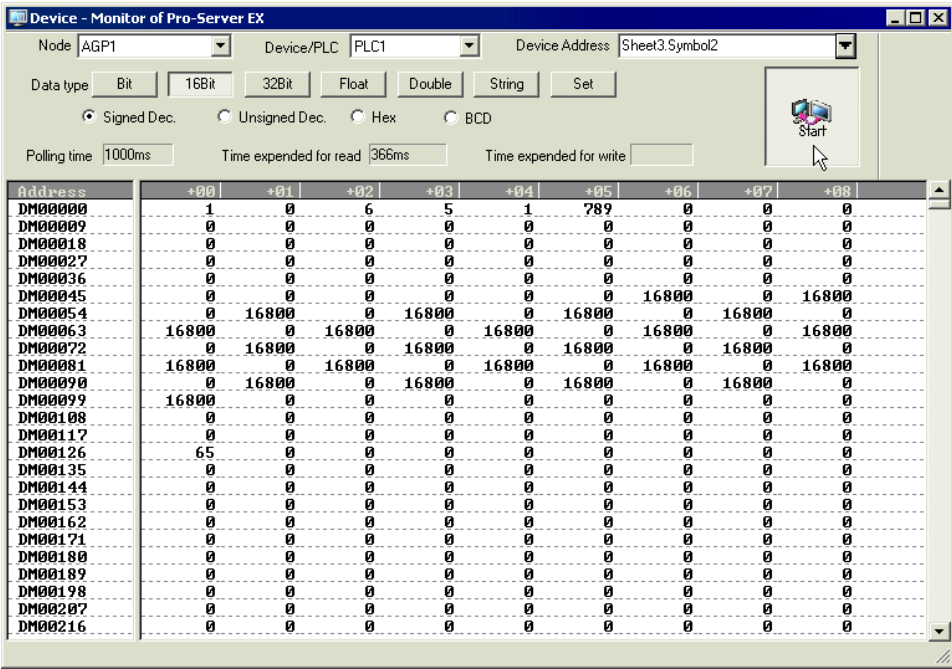 Device - Monitor of Pro-Server EX
Node AGP1 Device/PLC PLC1 Device Address Sheet3.Symbol2
Data type Bit 16Bit 32Bit Float Double String Set
Signed Dec. Unsigned Dec. Hex BCD
Start
Polling time 1000ms Time expended for read 366ms Time expended for write
Address +00 +01 +02 +03 +04 +05 +06 +07 +08
DM00000 1 0 6 5 1 789 0 0 0
DM00009 0 0 0 0 0 0 0 0 0
DM00018 0 0 0 0 0 0 0 0 0
DM00027 0 0 0 0 0 0 0 0 0
DM00036 0 0 0 0 0 0 0 0 0
DM00045 0 0 0 0 0 0 16800 0 16800
DM00054 0 16800 0 16800 0 16800 0 16800 0
DM00063 16800 0 16800 0 16800 0 16800 0 16800
DM00072 0 16800 0 16800 0 16800 0 16800 0
DM00081 16800 0 16800 0 16800 0 16800 0 16800
DM00090 0 16800 0 16800 0 16800 0 16800 0
DM00099 16800 0 0 0 0 0 0 0 0
DM00108 0 0 0 0 0 0 0 0 0
DM00117 0 0 0 0 0 0 0 0 0
DM00126 65 0 0 0 0 0 0 0 0
DM00135 0 0 0 0 0 0 0 0 0
DM00144 0 0 0 0 0 0 0 0 0
DM00153 0 0 0 0 0 0 0 0 0
DM00162 0 0 0 0 0 0 0 0 0
DM00171 0 0 0 0 0 0 0 0 0
DM00180 0 0 0 0 0 0 0 0 0
DM00189 0 0 0 0 0 0 0 0 0
DM00198 0 0 0 0 0 0 0 0 0
DM00207 0 0 0 0 0 0 0 0 0
DM00216 0 0 0 0 0 0 0 0 0